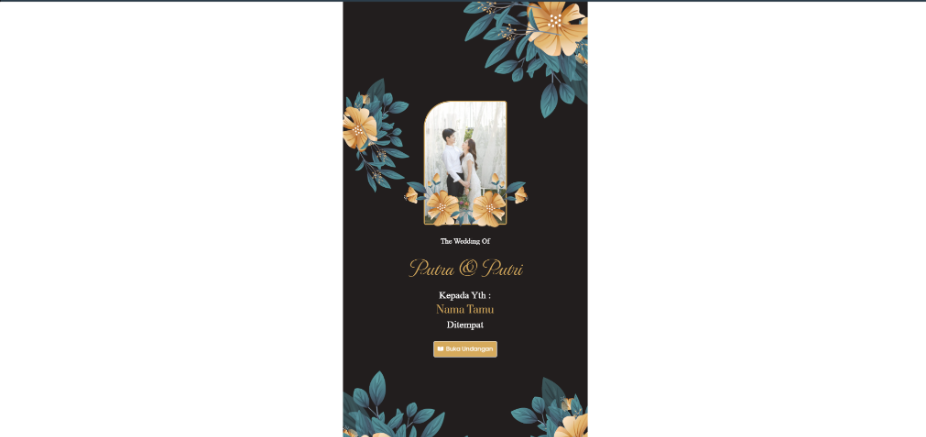 The Wedding Of
Putra & Putri
Kepada Yth :
Nama Tamu
Ditempat
Buka Undangan